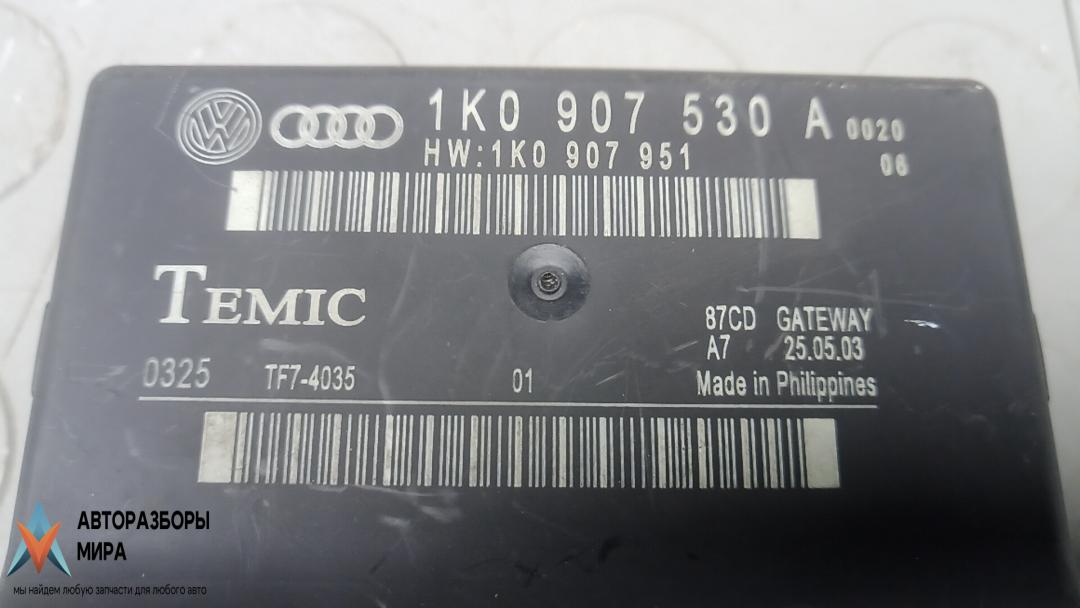 1K0 907 530 A 0020
HW:1K0 907 951 06
TEMIC
87CD GATEWAY
A7 25.05.03
0325 TF7-4035 01 Made in Philippines
АВТОРАЗБОРЫ
МИРА
мы найдем любую запчасти для любого авто